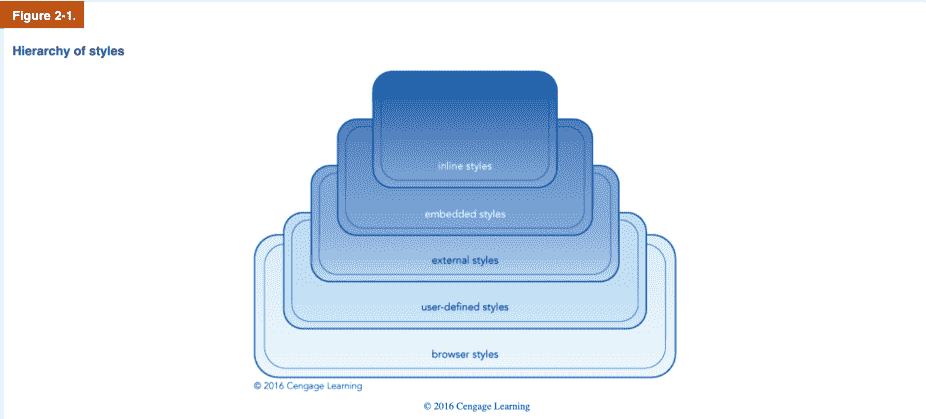 Figure 2-1.
Hierarchy of styles
inline styles
embedded styles
external styles
user-defined styles
browser styles
© 2016 Cengage Learning
© 2016 Cengage Learning